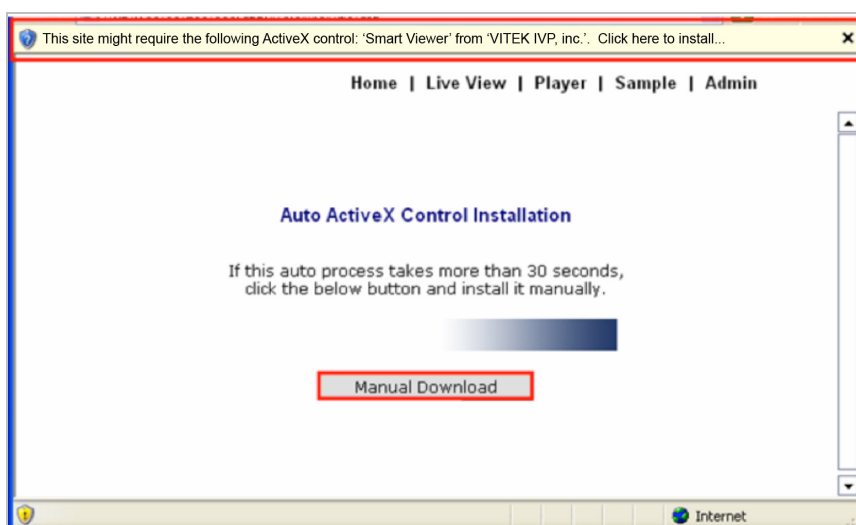 This site might require the following ActiveX control: ‘Smart Viewer’ from ‘VITEK IVP, inc.’. Click here to install...
Home | Live View | Player | Sample | Admin
Auto ActiveX Control Installation
If this auto process takes more than 30 seconds,
click the below button and install it manually.
Manual Download
Internet